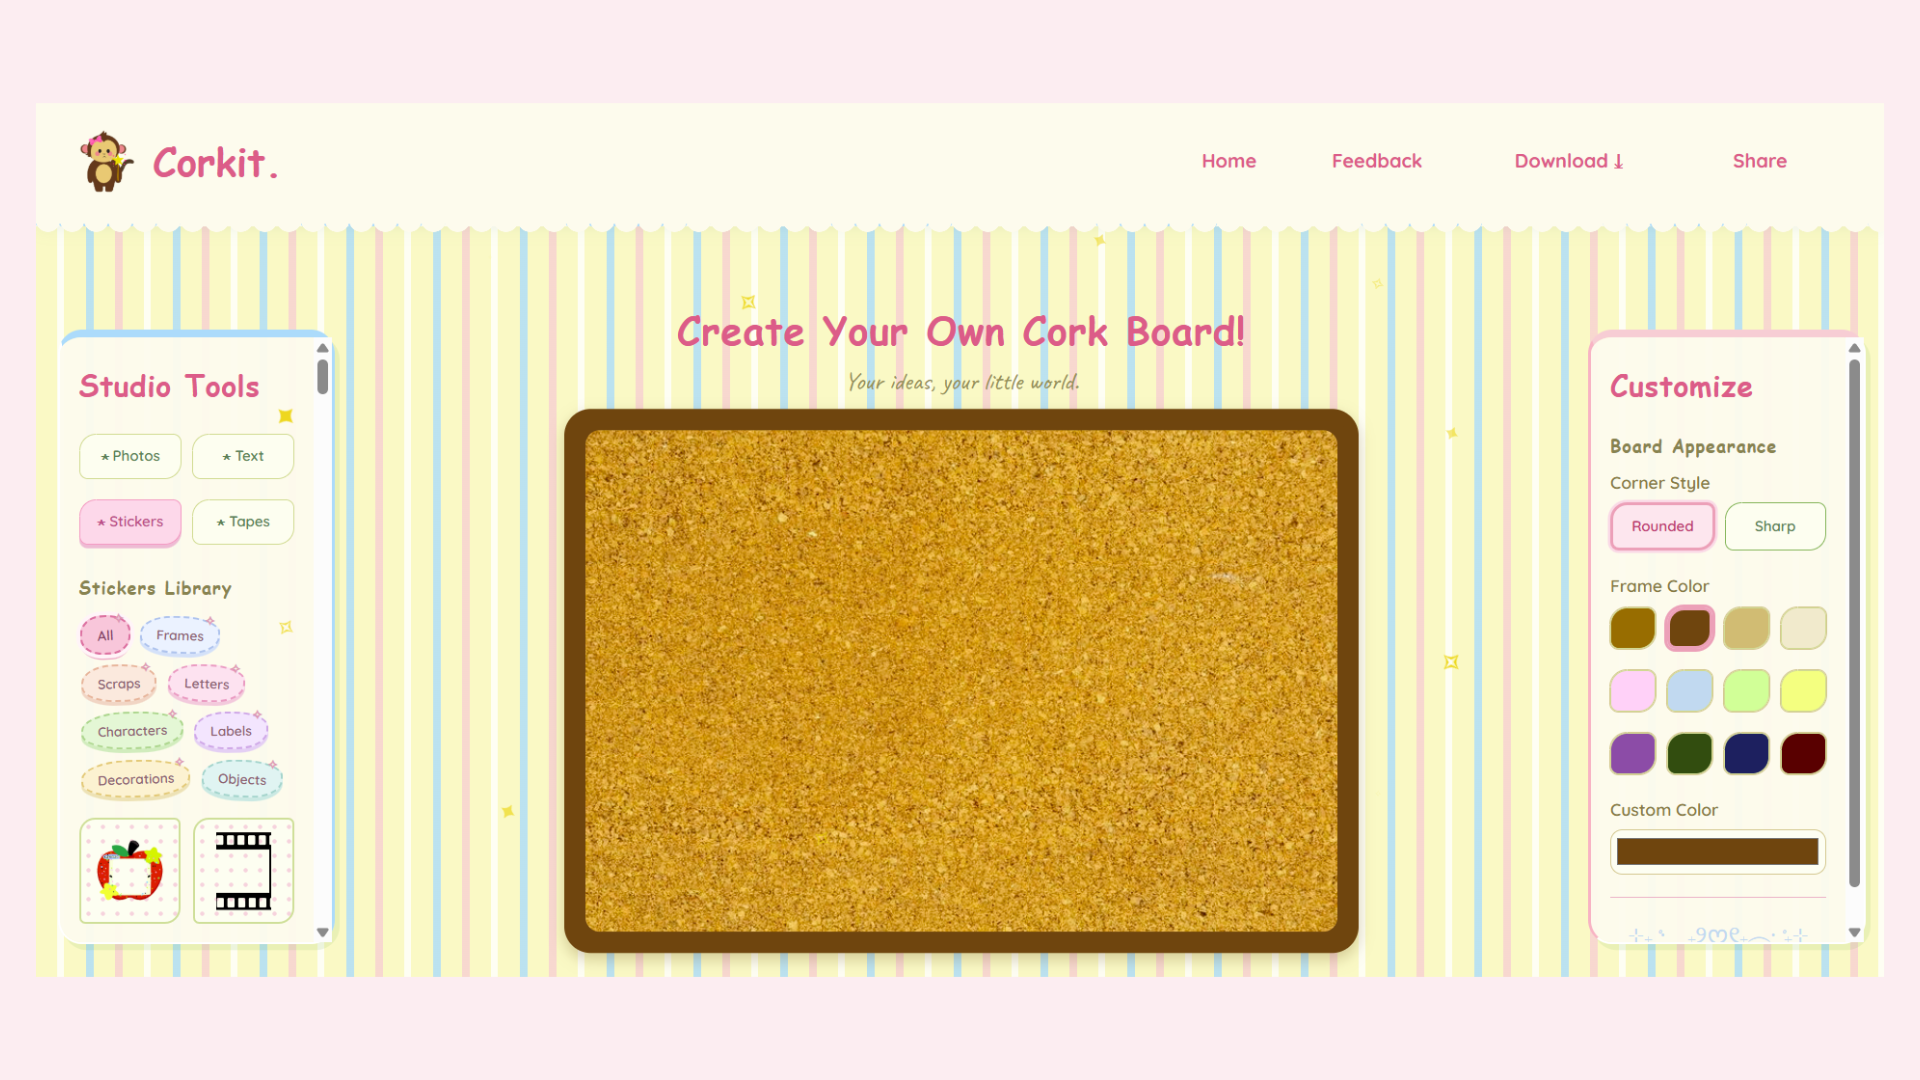 Corkit.
Home Feedback Download ⤓ Share
Create Your Own Cork Board!
Your ideas, your little world.
Studio Tools
⋆ Photos ⋆ Text
⋆ Stickers ⋆ Tapes
Stickers Library
All Frames
Scraps Letters
Characters Labels
Decorations Objects
Customize
Board Appearance
Corner Style
Rounded Sharp
Frame Color
Custom Color